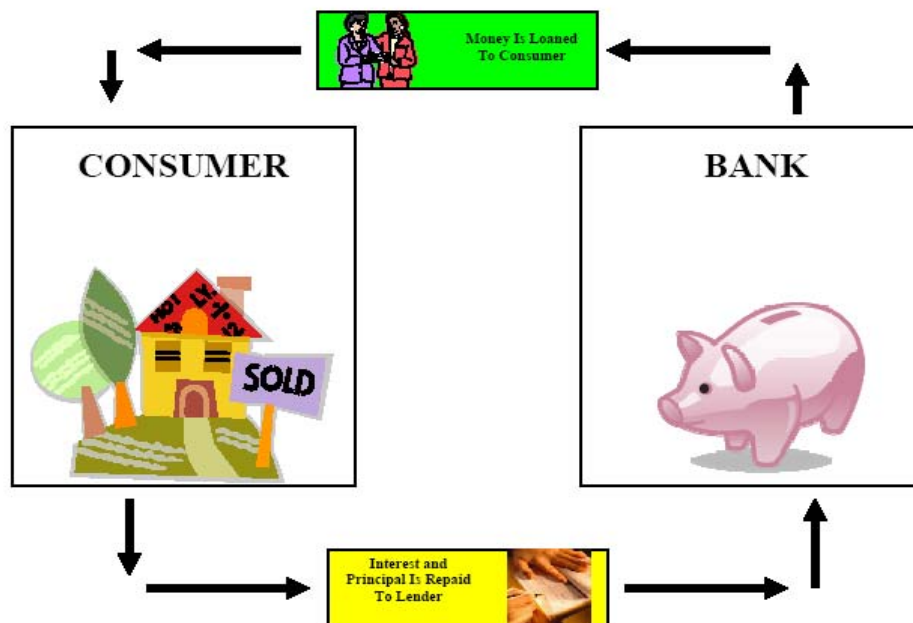 Money Is Loaned
To Consumer
CONSUMER
BANK
SOLD
Interest and
Principal Is Repaid
To Lender